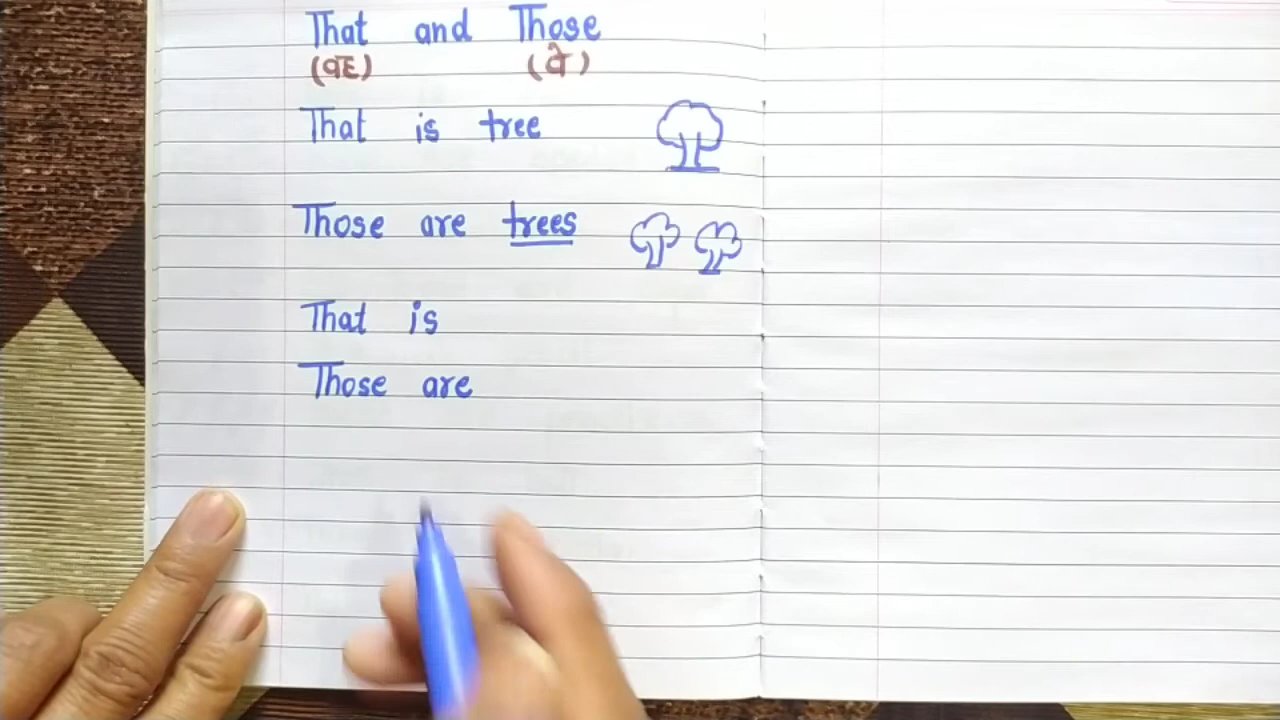 That and Those
(वह) (वे)
That is tree
Those are trees
That is
Those are